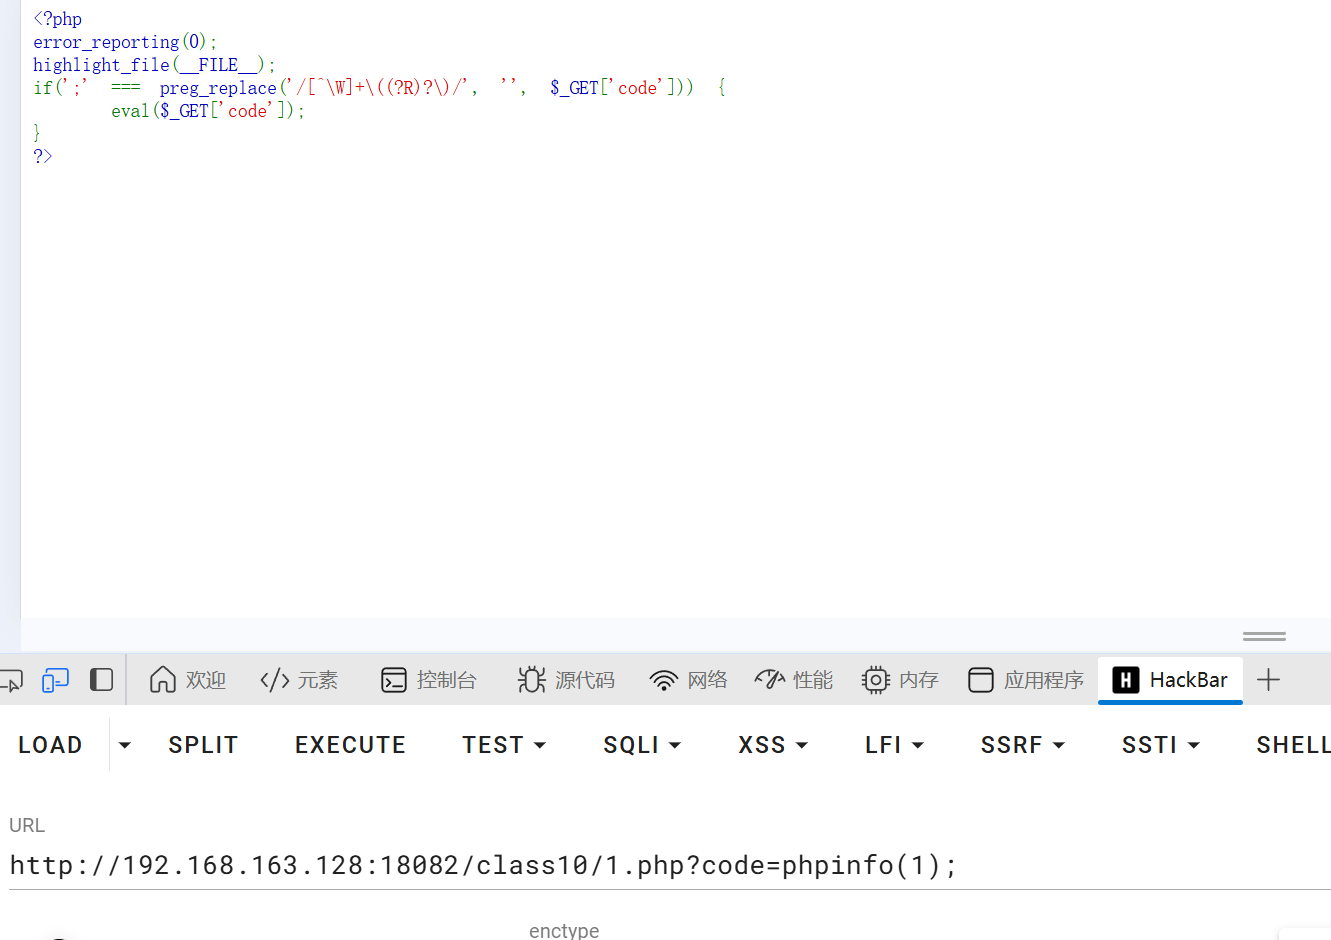 <?php
error_reporting(0);
highlight_file(__FILE__);
if(';' === preg_replace('/[^\W]+\((?R)?\)/', '', $_GET['code'])) {
eval($_GET['code']);
}
?>
欢迎 </> 元素 控制台 源代码 网络 性能 内存 应用程序 H HackBar
LOAD SPLIT EXECUTE TEST SQLI XSS LFI SSRF SSTI SHELL
URL
http://192.168.163.128:18082/class10/1.php?code=phpinfo(1);
enctype